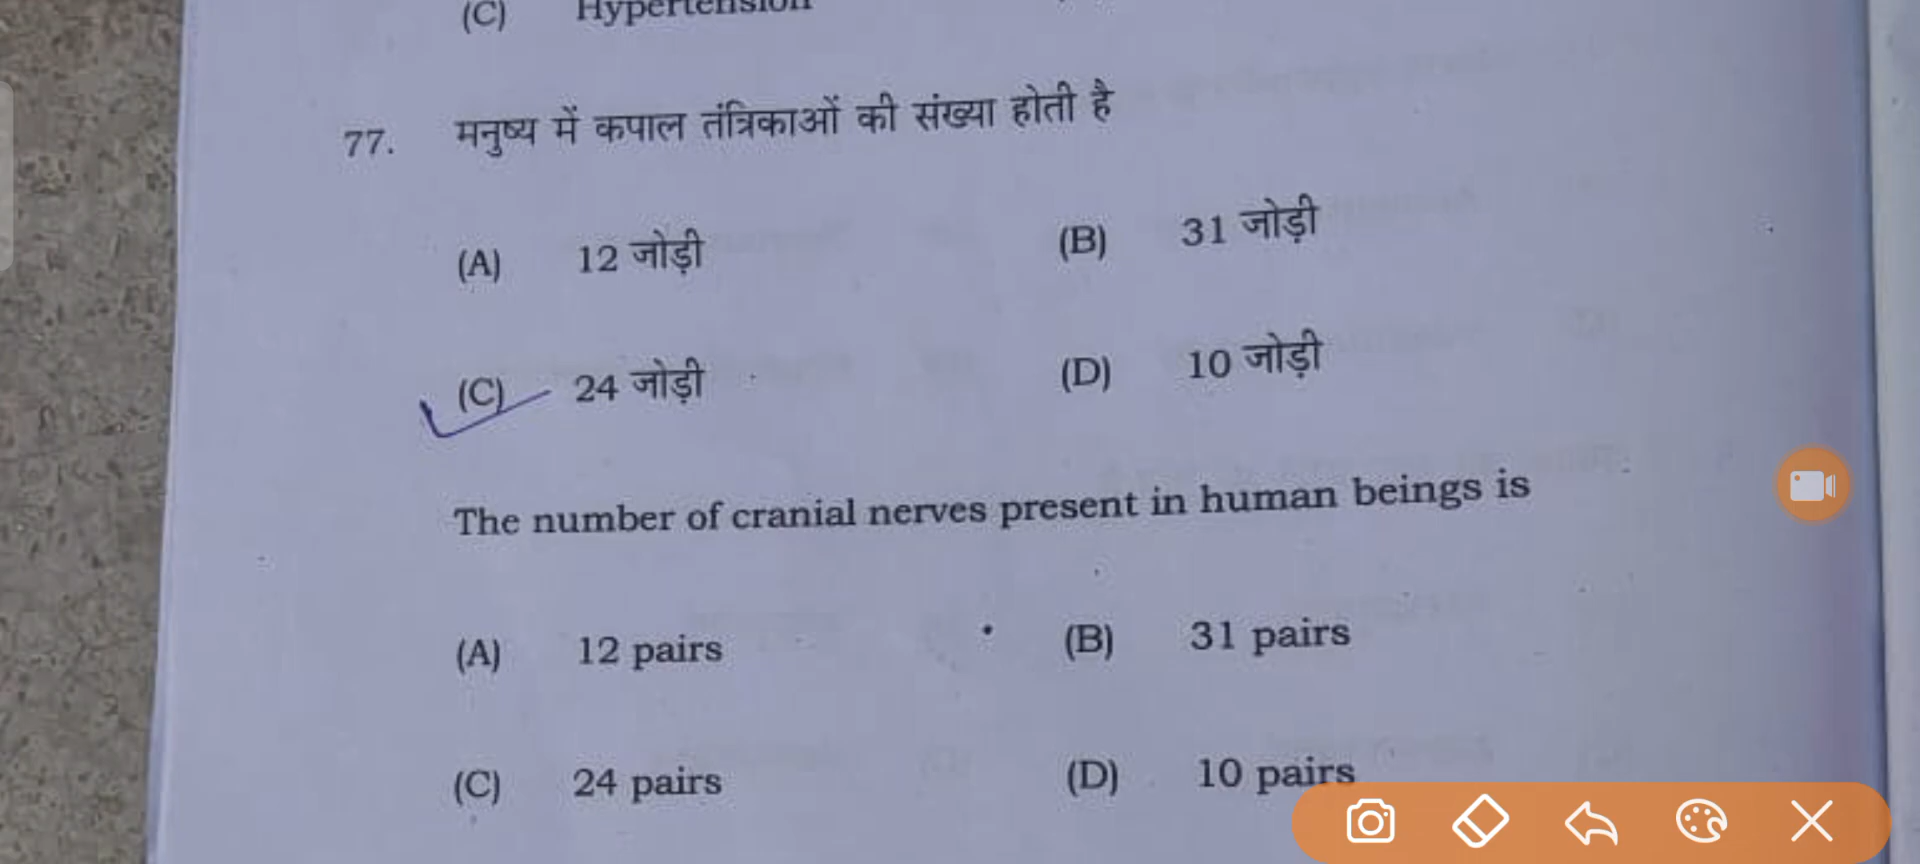 (C) Hypertension
77. मनुष्य में कपाल तंत्रिकाओं की संख्या होती है
(A) 12 जोड़ी (B) 31 जोड़ी
(C) 24 जोड़ी (D) 10 जोड़ी
The number of cranial nerves present in human beings is
(A) 12 pairs (B) 31 pairs
(C) 24 pairs (D) 10 pairs